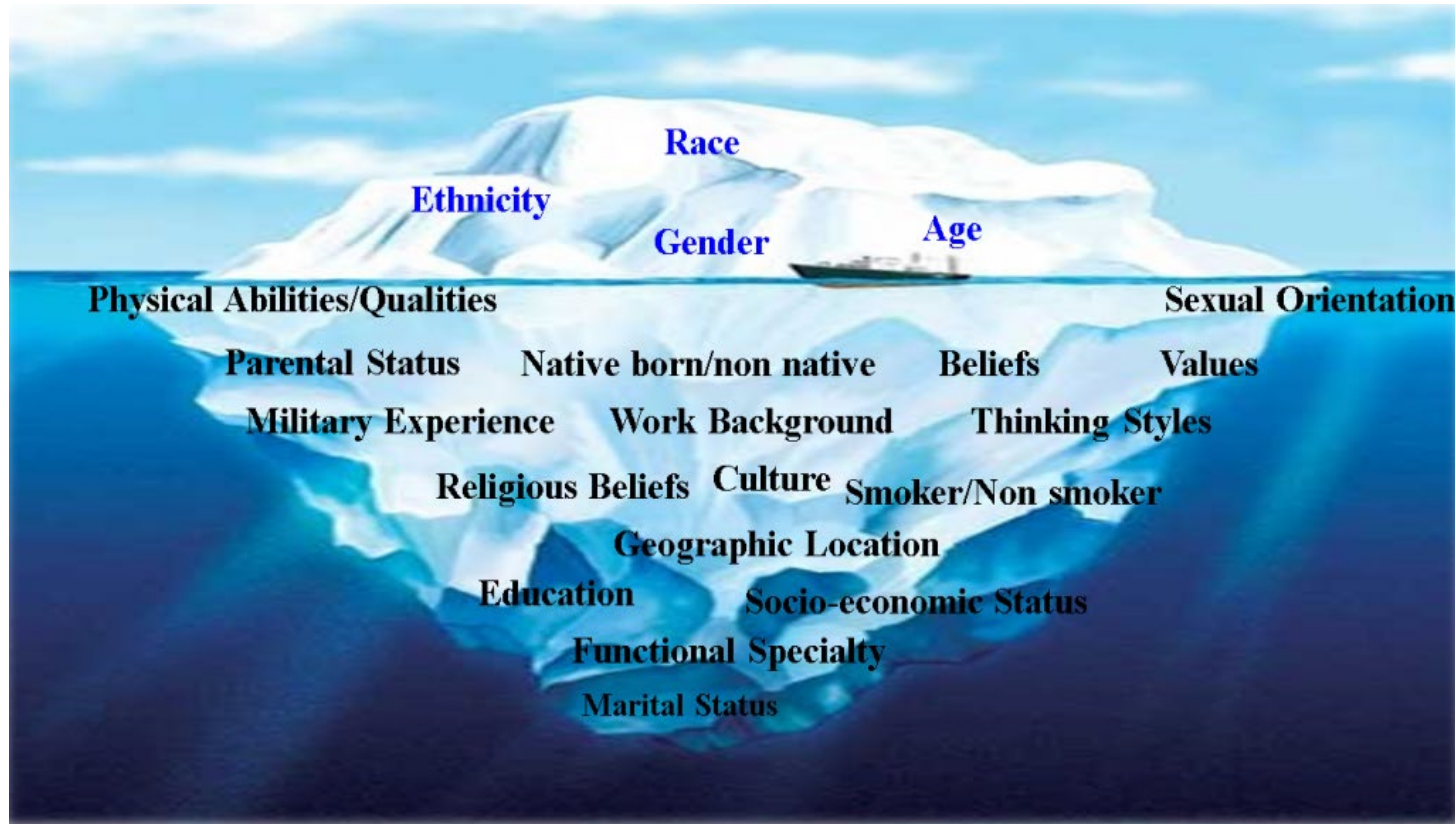 Race
Ethnicity
Gender
Age
Physical Abilities/Qualities
Sexual Orientation
Parental Status
Native born/non native
Beliefs
Values
Military Experience
Work Background
Thinking Styles
Religious Beliefs
Culture
Smoker/Non smoker
Geographic Location
Education
Socio-economic Status
Functional Specialty
Marital Status